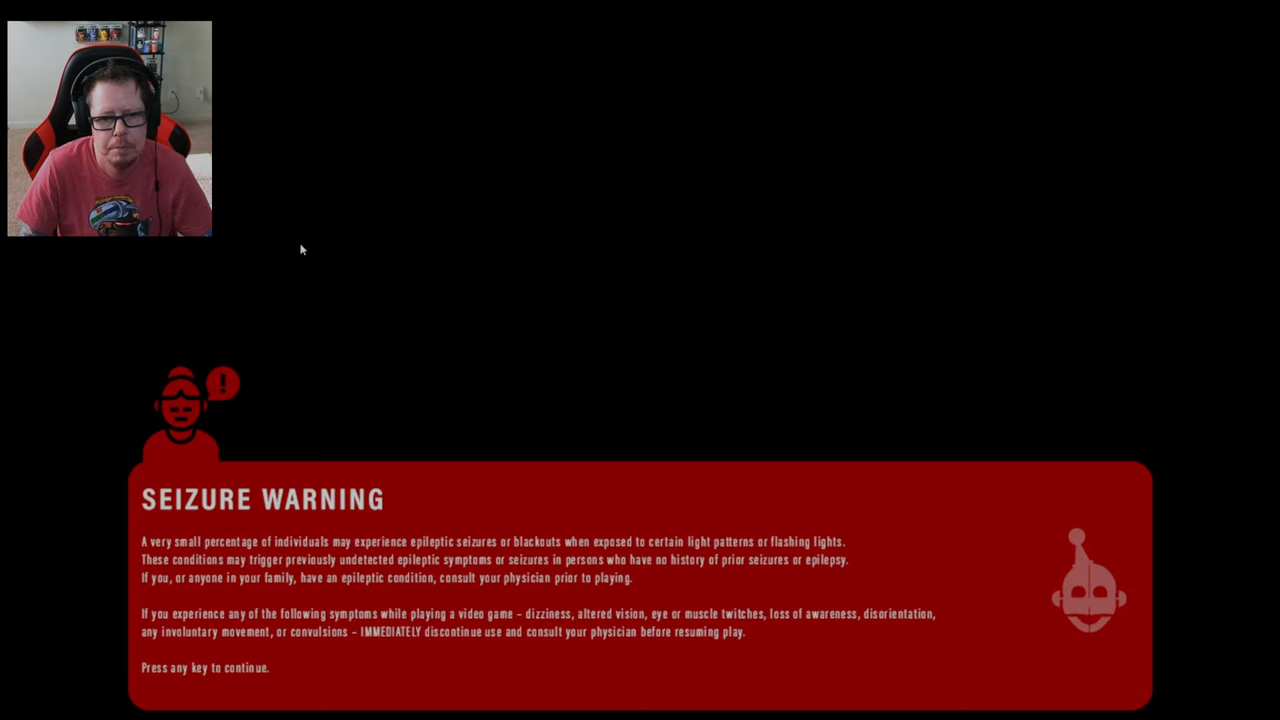 SEIZURE WARNING
A very small percentage of individuals may experience epileptic seizures or blackouts when exposed to certain light patterns or flashing lights.
These conditions may trigger previously undetected epileptic symptoms or seizures in persons who have no history of prior seizures or epilepsy.
If you, or anyone in your family, have an epileptic condition, consult your physician prior to playing.
If you experience any of the following symptoms while playing a video game – dizziness, altered vision, eye or muscle twitches, loss of awareness, disorientation,
any involuntary movement, or convulsions – IMMEDIATELY discontinue use and consult your physician before resuming play.
Press any key to continue.